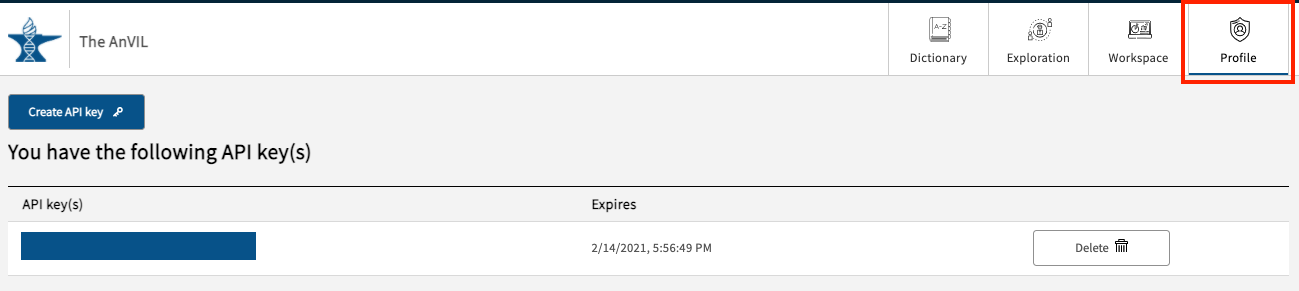 The AnVIL
A-Z
Dictionary
Exploration
Workspace
Profile
Create API key
You have the following API key(s)
API key(s) Expires
2/14/2021, 5:56:49 PM Delete